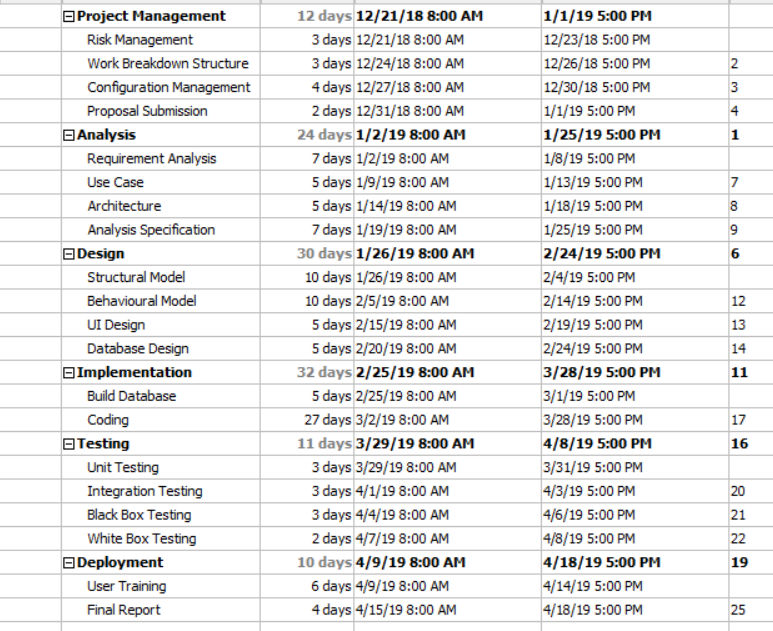 Project Management 12 days 12/21/18 8:00 AM 1/1/19 5:00 PM
Risk Management 3 days 12/21/18 8:00 AM 12/23/18 5:00 PM
Work Breakdown Structure 3 days 12/24/18 8:00 AM 12/26/18 5:00 PM 2
Configuration Management 4 days 12/27/18 8:00 AM 12/30/18 5:00 PM 3
Proposal Submission 2 days 12/31/18 8:00 AM 1/1/19 5:00 PM 4
Analysis 24 days 1/2/19 8:00 AM 1/25/19 5:00 PM 1
Requirement Analysis 7 days 1/2/19 8:00 AM 1/8/19 5:00 PM
Use Case 5 days 1/9/19 8:00 AM 1/13/19 5:00 PM 7
Architecture 5 days 1/14/19 8:00 AM 1/18/19 5:00 PM 8
Analysis Specification 7 days 1/19/19 8:00 AM 1/25/19 5:00 PM 9
Design 30 days 1/26/19 8:00 AM 2/24/19 5:00 PM 6
Structural Model 10 days 1/26/19 8:00 AM 2/4/19 5:00 PM
Behavioural Model 10 days 2/5/19 8:00 AM 2/14/19 5:00 PM 12
UI Design 5 days 2/15/19 8:00 AM 2/19/19 5:00 PM 13
Database Design 5 days 2/20/19 8:00 AM 2/24/19 5:00 PM 14
Implementation 32 days 2/25/19 8:00 AM 3/28/19 5:00 PM 11
Build Database 5 days 2/25/19 8:00 AM 3/1/19 5:00 PM
Coding 27 days 3/2/19 8:00 AM 3/28/19 5:00 PM 17
Testing 11 days 3/29/19 8:00 AM 4/8/19 5:00 PM 16
Unit Testing 3 days 3/29/19 8:00 AM 3/31/19 5:00 PM
Integration Testing 3 days 4/1/19 8:00 AM 4/3/19 5:00 PM 20
Black Box Testing 3 days 4/4/19 8:00 AM 4/6/19 5:00 PM 21
White Box Testing 2 days 4/7/19 8:00 AM 4/8/19 5:00 PM 22
Deployment 10 days 4/9/19 8:00 AM 4/18/19 5:00 PM 19
User Training 6 days 4/9/19 8:00 AM 4/14/19 5:00 PM
Final Report 4 days 4/15/19 8:00 AM 4/18/19 5:00 PM 25